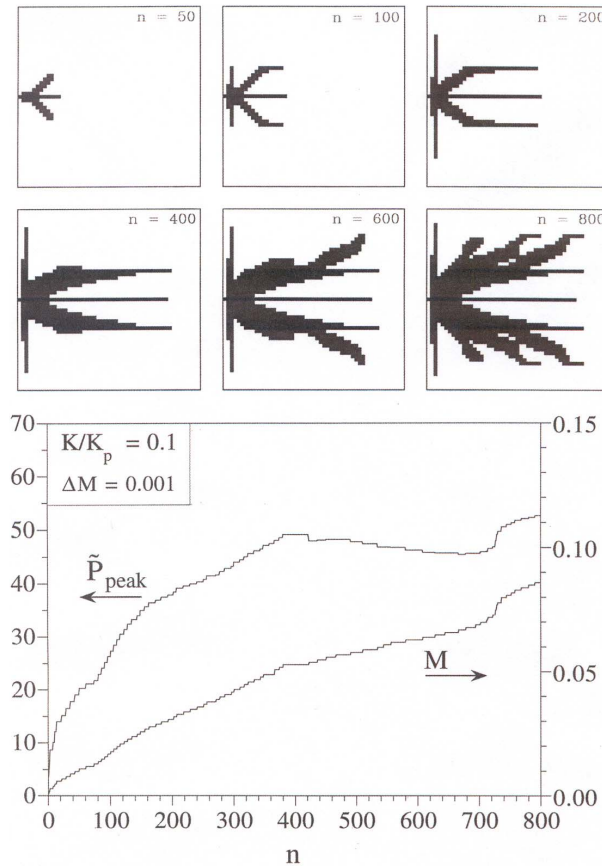 n = 50
n = 100
n = 200
n = 400
n = 600
n = 800
70
60
50
40
30
20
10
0
K/Kp = 0.1
ΔM = 0.001
P̃peak
M
0.15
0.10
0.05
0.00
0 100 200 300 400 500 600 700 800
n